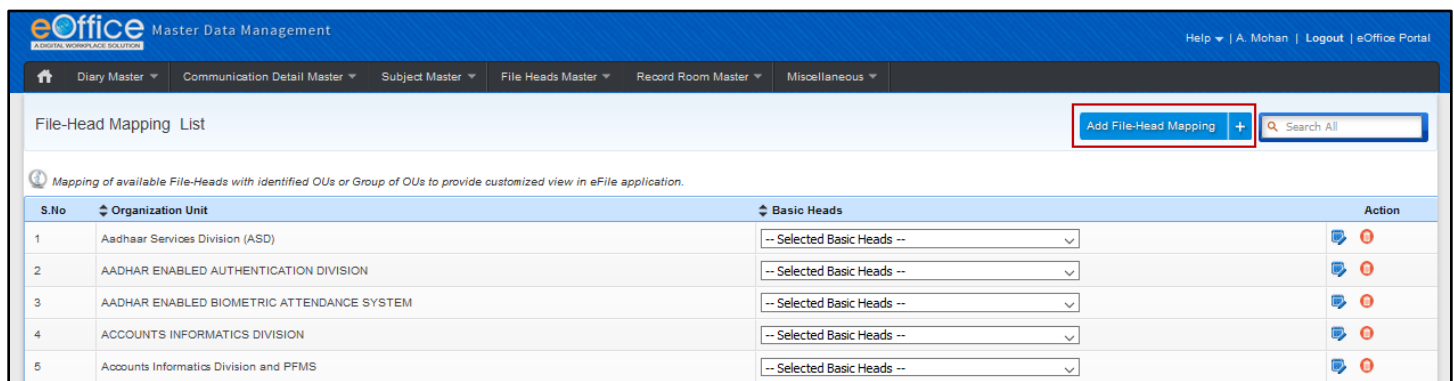 eOffice Master Data Management
A DIGITAL WORKPLACE SOLUTION
Help | A. Mohan | Logout | eOffice Portal
Diary Master Communication Detail Master Subject Master File Heads Master Record Room Master Miscellaneous
File-Head Mapping List Add File-Head Mapping + Search All
Mapping of available File-Heads with identified OUs or Group of OUs to provide customized view in eFile application.
S.No Organization Unit Basic Heads Action
1 Aadhaar Services Division (ASD) -- Selected Basic Heads --
2 AADHAR ENABLED AUTHENTICATION DIVISION -- Selected Basic Heads --
3 AADHAR ENABLED BIOMETRIC ATTENDANCE SYSTEM -- Selected Basic Heads --
4 ACCOUNTS INFORMATICS DIVISION -- Selected Basic Heads --
5 Accounts Informatics Division and PFMS -- Selected Basic Heads --